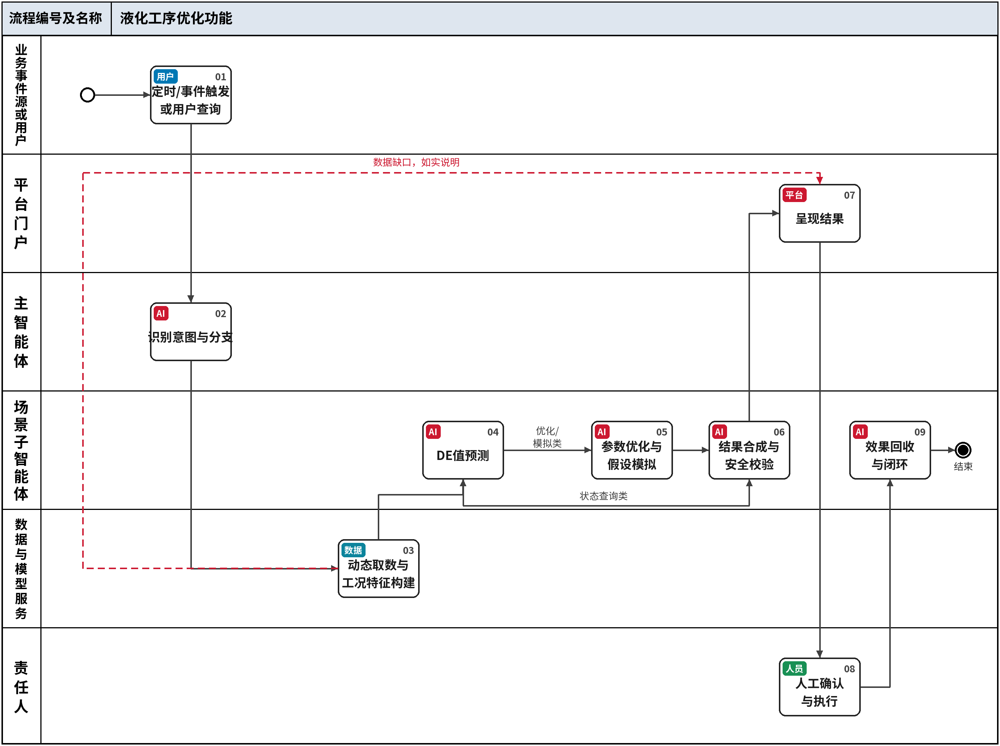 流程编号及名称
液化工序优化功能
业务事件源或用户
用户
01
定时/事件触发
或用户查询
平台门户
数据缺口，如实说明
平台
07
呈现结果
主智能体
AI
02
识别意图与分支
场景子智能体
AI
04
DE值预测
优化/
模拟类
AI
05
参数优化与
假设模拟
AI
06
结果合成与
安全校验
AI
09
效果回收
与闭环
结束
状态查询类
数据与模型服务
数据
03
动态取数与
工况特征构建
责任人
人员
08
人工确认
与执行